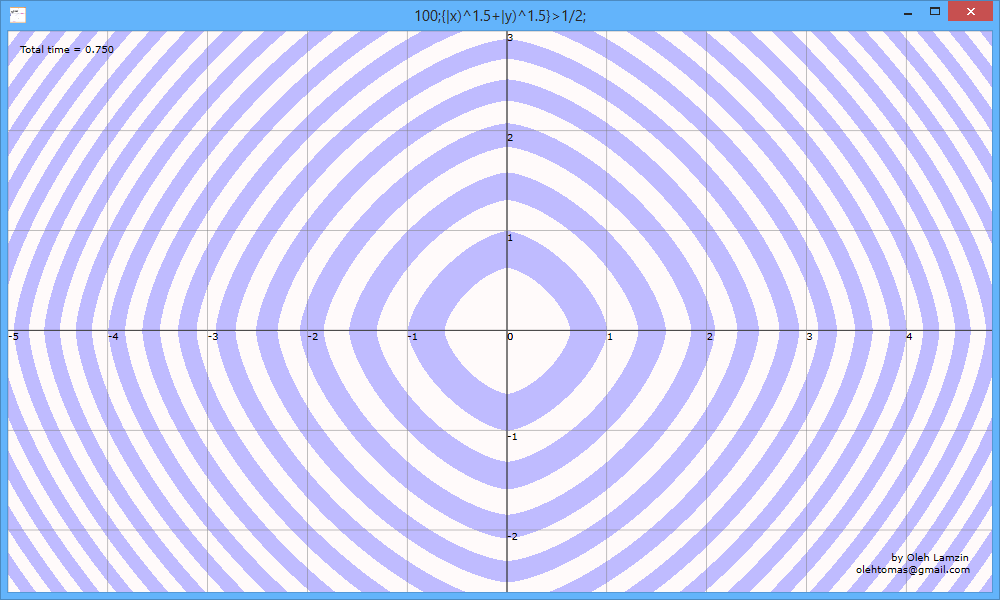 100;{|x)^1.5+|y)^1.5}>1/2;
Total time = 0.750
3
2
1
-5 -4 -3 -2 -1 0 1 2 3 4
-1
-2
by Oleh Lamzin
olehtomas@gmail.com